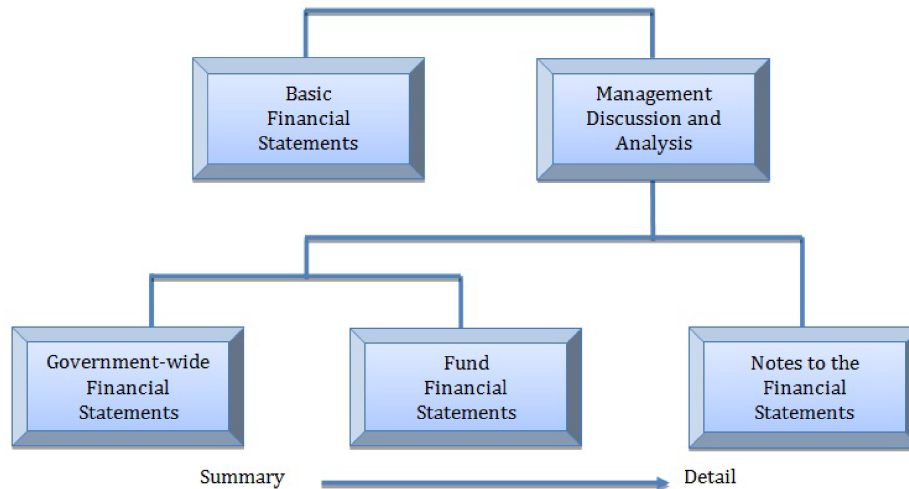 Basic
Financial
Statements
Management
Discussion and
Analysis
Government-wide
Financial
Statements
Fund
Financial
Statements
Notes to the
Financial
Statements
Summary
Detail